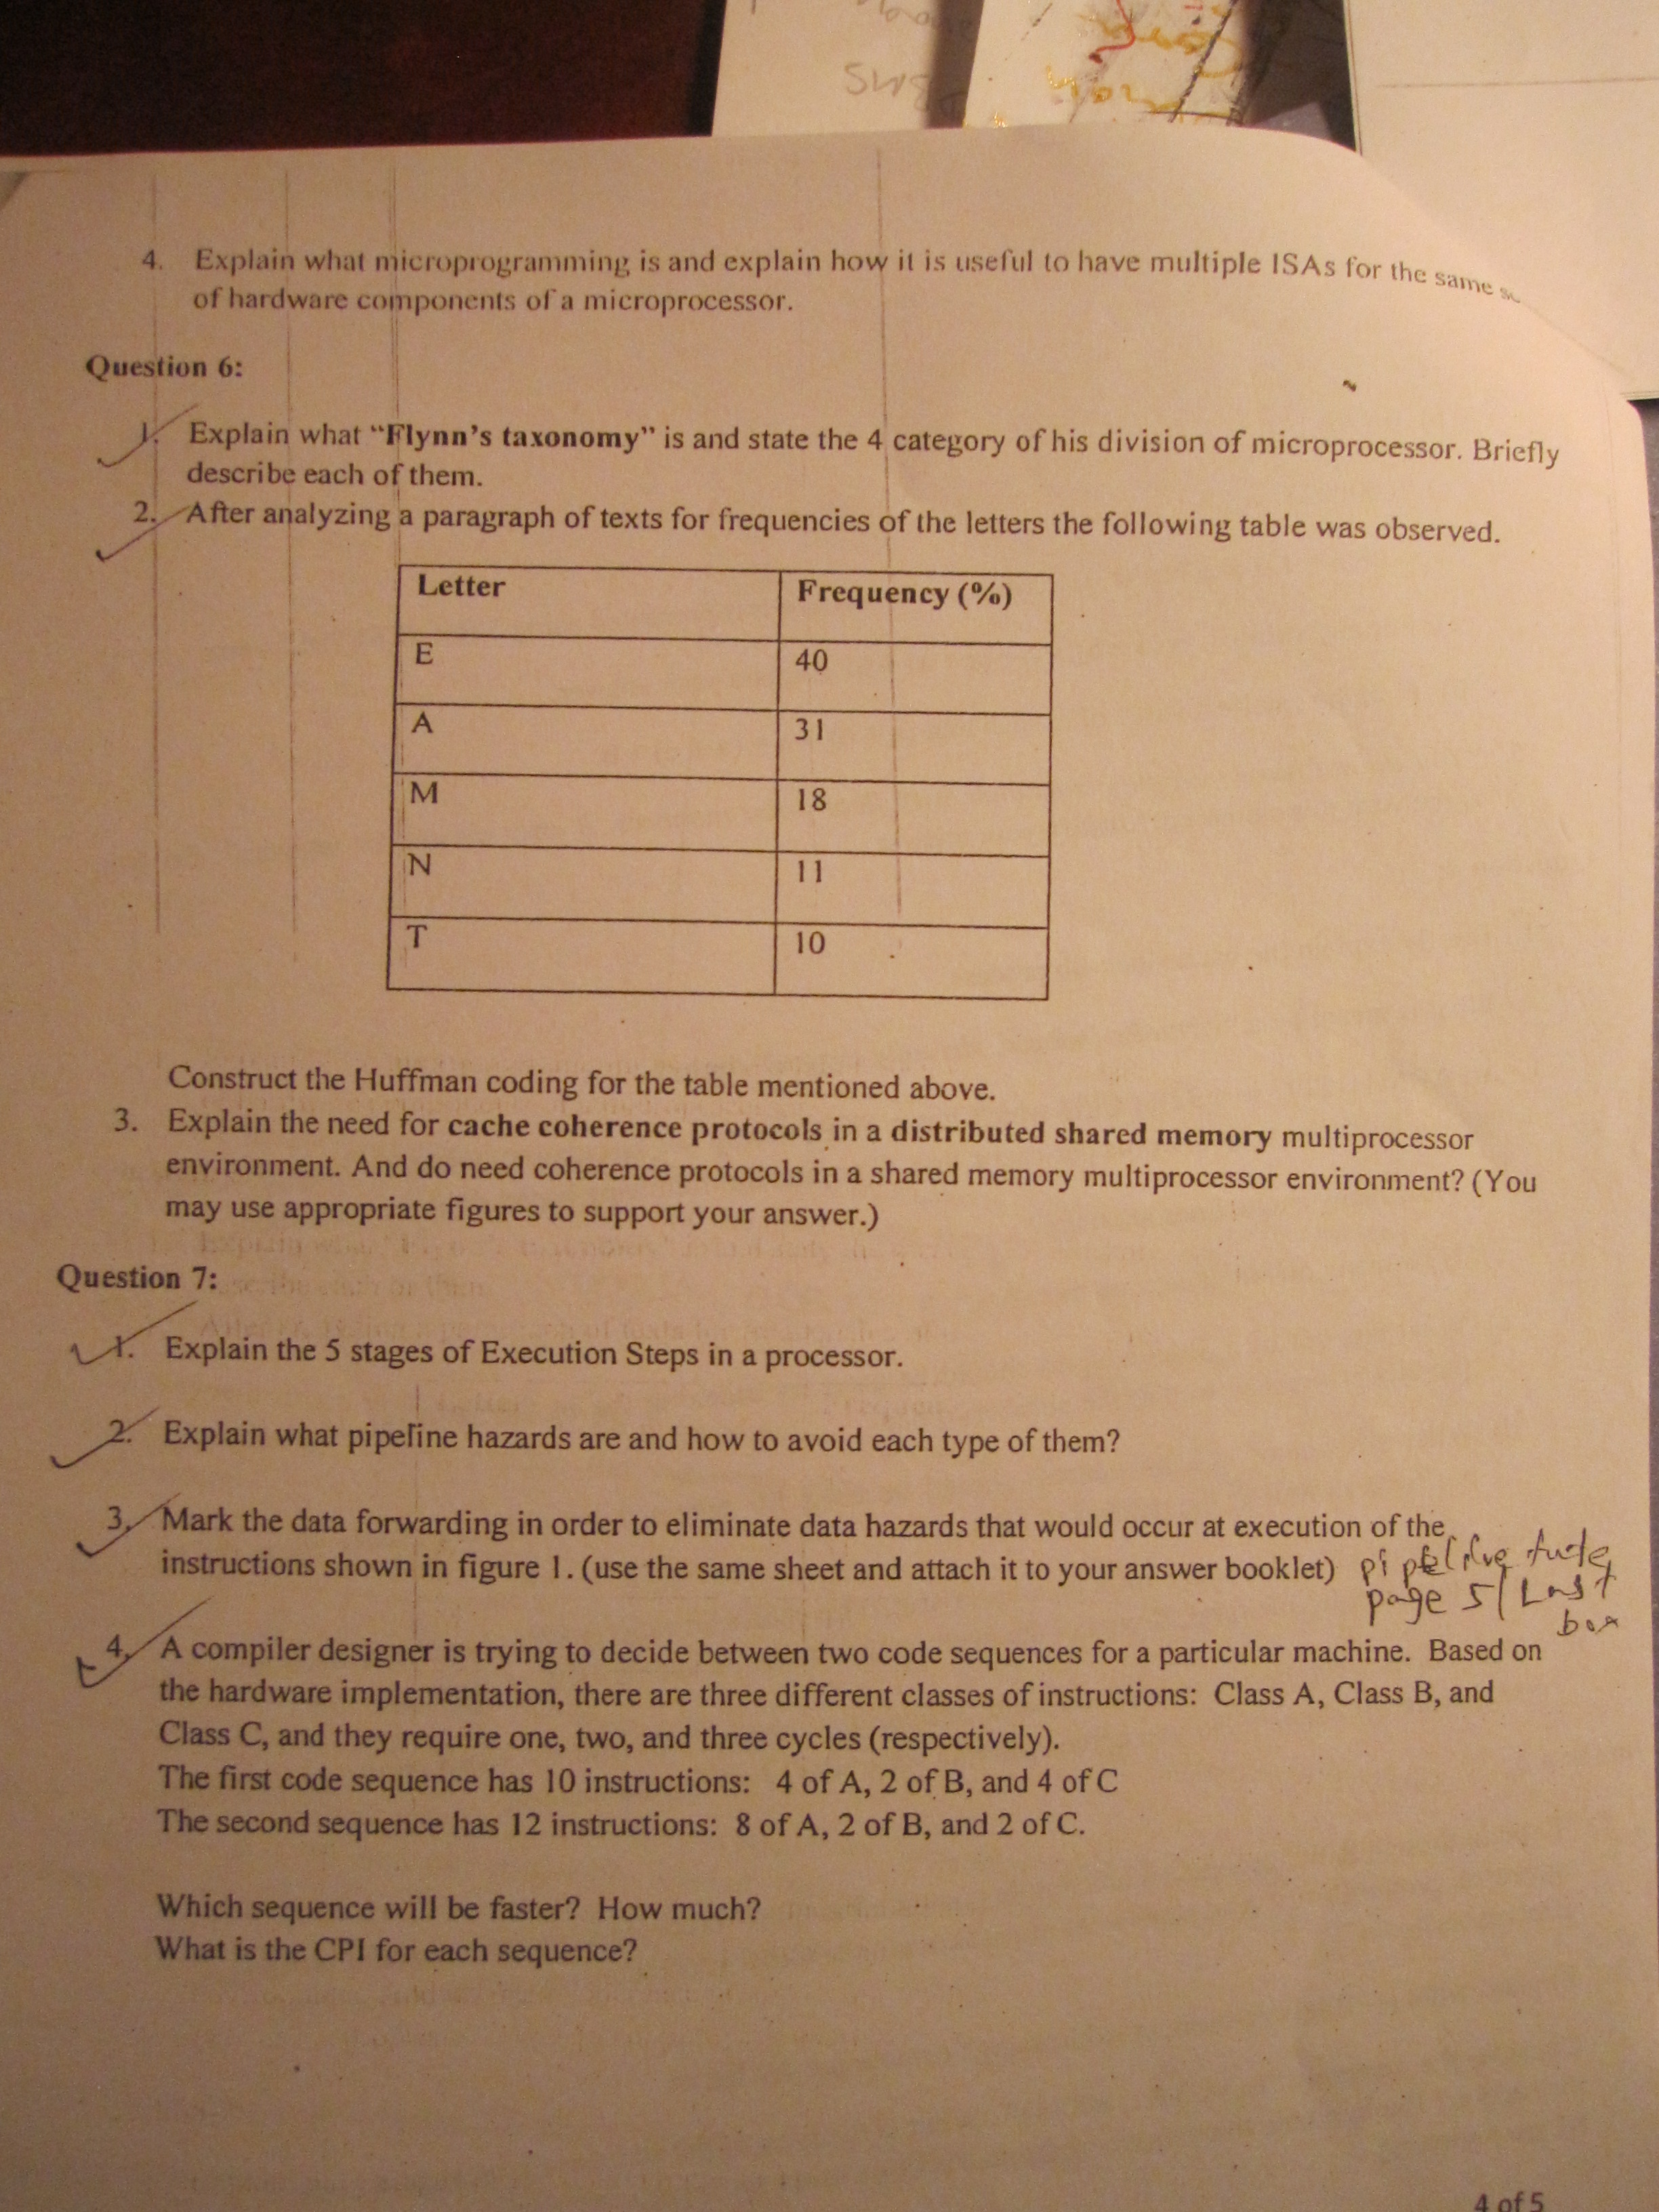 4. Explain what microprogramming is and explain how it is useful to have multiple ISAs for the same
of hardware components of a microprocessor.
Question 6:
1. Explain what “Flynn’s taxonomy” is and state the 4 category of his division of microprocessor. Briefly
describe each of them.
2. After analyzing a paragraph of texts for frequencies of the letters the following table was observed.
Letter Frequency (%)
E 40
A 31
M 18
N 11
T 10
Construct the Huffman coding for the table mentioned above.
3. Explain the need for cache coherence protocols in a distributed shared memory multiprocessor
environment. And do need coherence protocols in a shared memory multiprocessor environment? (You
may use appropriate figures to support your answer.)
Question 7:
1. Explain the 5 stages of Execution Steps in a processor.
2. Explain what pipeline hazards are and how to avoid each type of them?
3. Mark the data forwarding in order to eliminate data hazards that would occur at execution of the
instructions shown in figure 1. (use the same sheet and attach it to your answer booklet)
page 5/ Last
box
4. A compiler designer is trying to decide between two code sequences for a particular machine. Based on
the hardware implementation, there are three different classes of instructions: Class A, Class B, and
Class C, and they require one, two, and three cycles (respectively).
The first code sequence has 10 instructions: 4 of A, 2 of B, and 4 of C
The second sequence has 12 instructions: 8 of A, 2 of B, and 2 of C.
Which sequence will be faster? How much?
What is the CPI for each sequence?
4 of 5